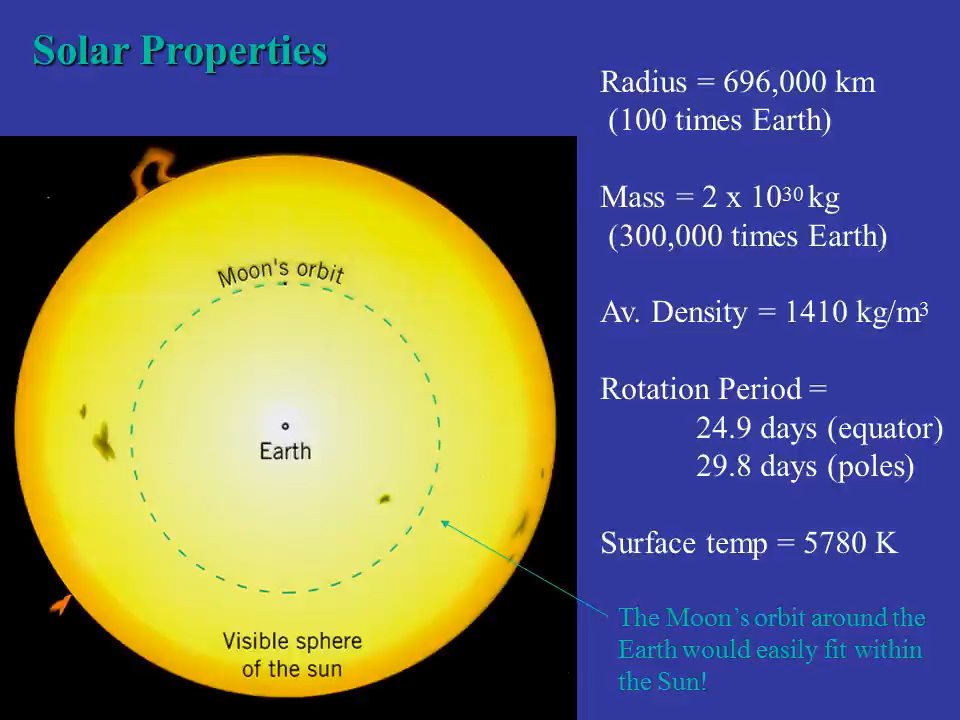 Solar Properties
Radius = 696,000 km
(100 times Earth)
Mass = 2 x 10³⁰ kg
(300,000 times Earth)
Av. Density = 1410 kg/m³
Rotation Period =
24.9 days (equator)
29.8 days (poles)
Surface temp = 5780 K
The Moon’s orbit around the
Earth would easily fit within
the Sun!
Moon's orbit
Earth
Visible sphere
of the sun